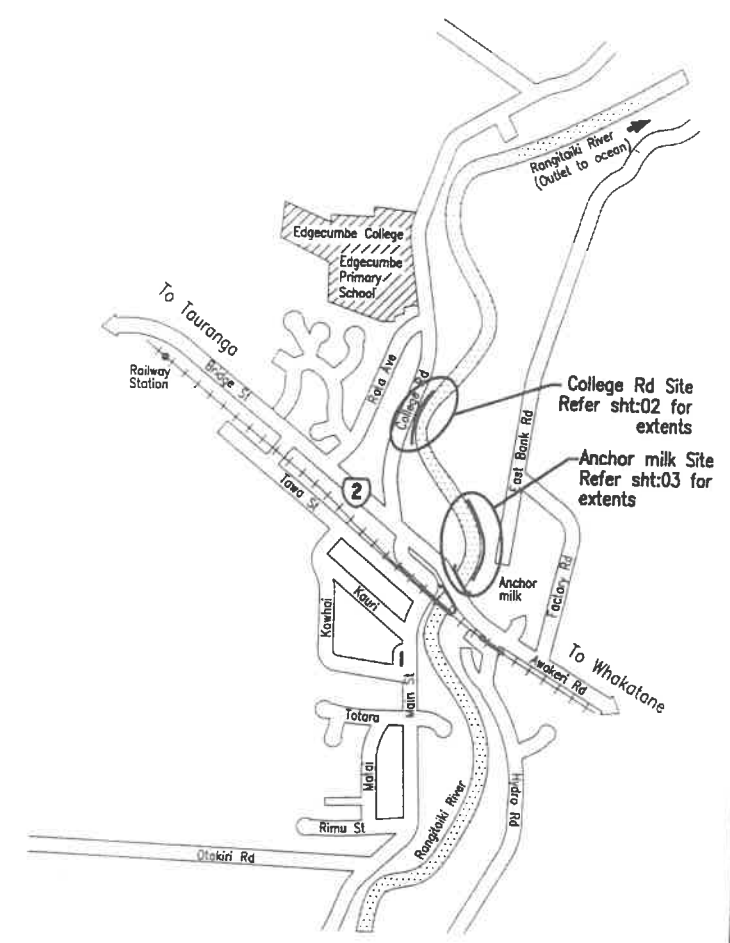 Rangitaiki River
(Outlet to ocean)
Edgecumbe College
Edgecumbe
Primary
School
To Tauranga
Bridge St
Railway
Station
Rata Ave
College Rd
College Rd Site
Refer sht:02 for
extents
East Bank Rd
Anchor milk Site
Refer sht:03 for
extents
2
Tawa St
Factory Rd
Anchor
milk
Kauri
Kowhai
To Whakatane
Awakeri Rd
Main St
Totara
Matai
Rangitaiki River
Hydro Rd
Rimu St
Otakiri Rd